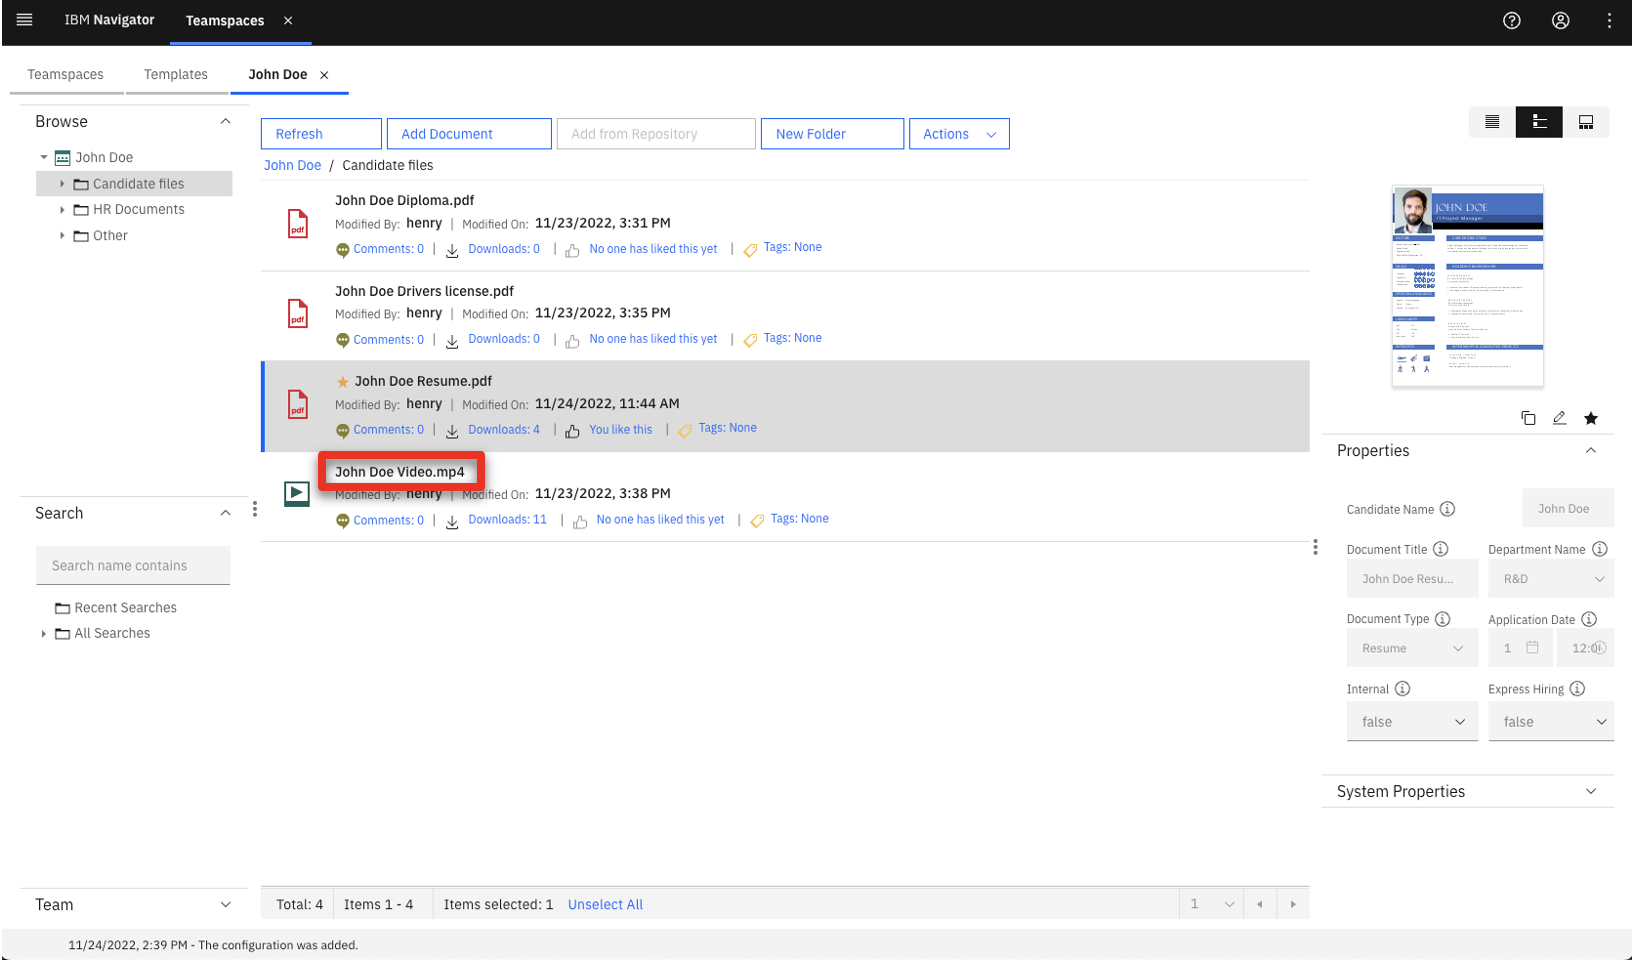 IBM Navigator
Teamspaces
Teamspaces
Templates
John Doe
Browse
John Doe
Candidate files
HR Documents
Other
Search
Search name contains
Recent Searches
All Searches
Team
Refresh
Add Document
Add from Repository
New Folder
Actions
John Doe / Candidate files
John Doe Diploma.pdf
Modified By: henry | Modified On: 11/23/2022, 3:31 PM
Comments: 0 | Downloads: 0 | No one has liked this yet | Tags: None
John Doe Drivers license.pdf
Modified By: henry | Modified On: 11/23/2022, 3:35 PM
Comments: 0 | Downloads: 0 | No one has liked this yet | Tags: None
John Doe Resume.pdf
Modified By: henry | Modified On: 11/24/2022, 11:44 AM
Comments: 0 | Downloads: 4 | You like this | Tags: None
John Doe Video.mp4
Modified By: henry | Modified On: 11/23/2022, 3:38 PM
Comments: 0 | Downloads: 11 | No one has liked this yet | Tags: None
Total: 4
Items 1 - 4
Items selected: 1 Unselect All
1
JOHN DOE
IT Project Manager
Properties
Candidate Name
John Doe
Document Title
John Doe Resu...
Department Name
R&D
Document Type
Resume
Application Date
1
12:0
Internal
false
Express Hiring
false
System Properties
11/24/2022, 2:39 PM - The configuration was added.